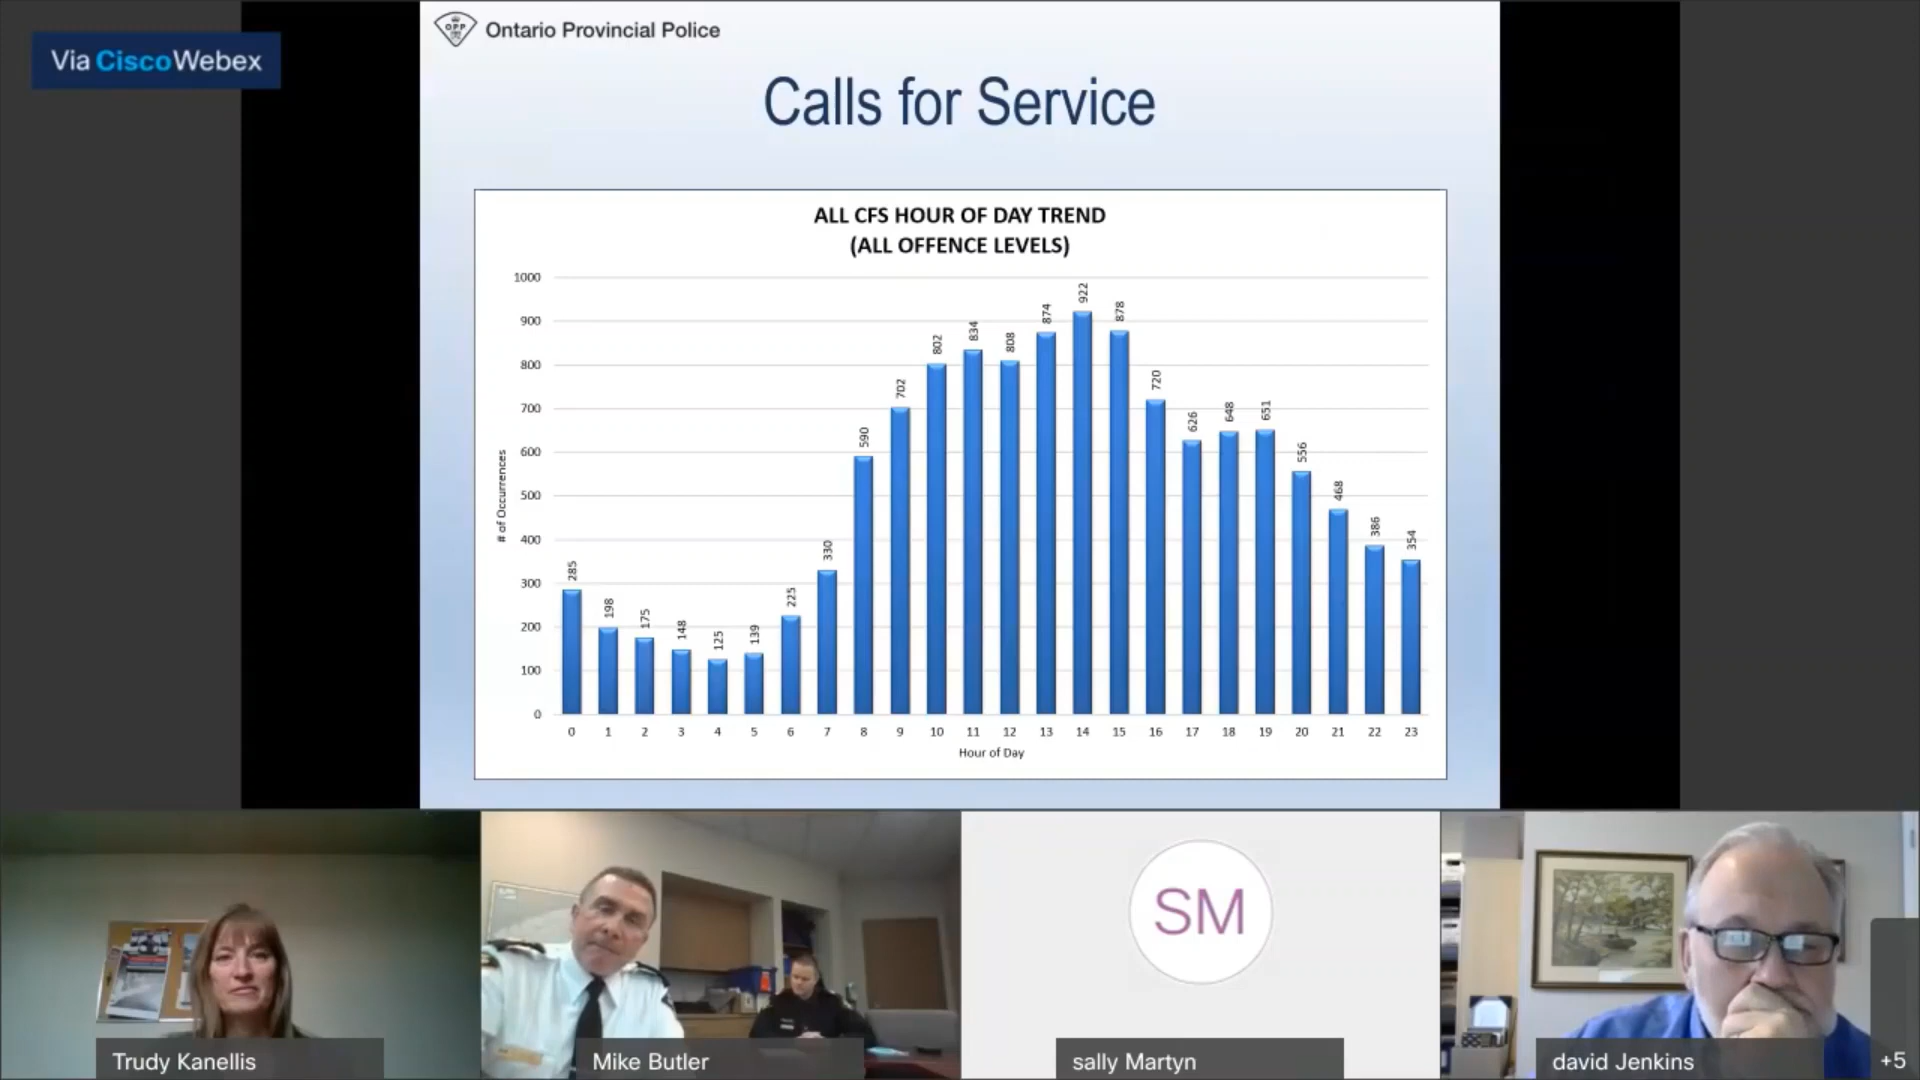 Via CiscoWebex
OPP
Ontario Provincial Police
Calls for Service
ALL CFS HOUR OF DAY TREND
(ALL OFFENCE LEVELS)
# of Occurrences
1000
900
800
700
600
500
400
300
200
100
0
285
198
175
148
125
139
225
330
590
702
802
834
808
874
922
878
720
626
648
651
556
468
386
354
0 1 2 3 4 5 6 7 8 9 10 11 12 13 14 15 16 17 18 19 20 21 22 23
Hour of Day
SM
Trudy Kanellis
Mike Butler
sally Martyn
david Jenkins
+5